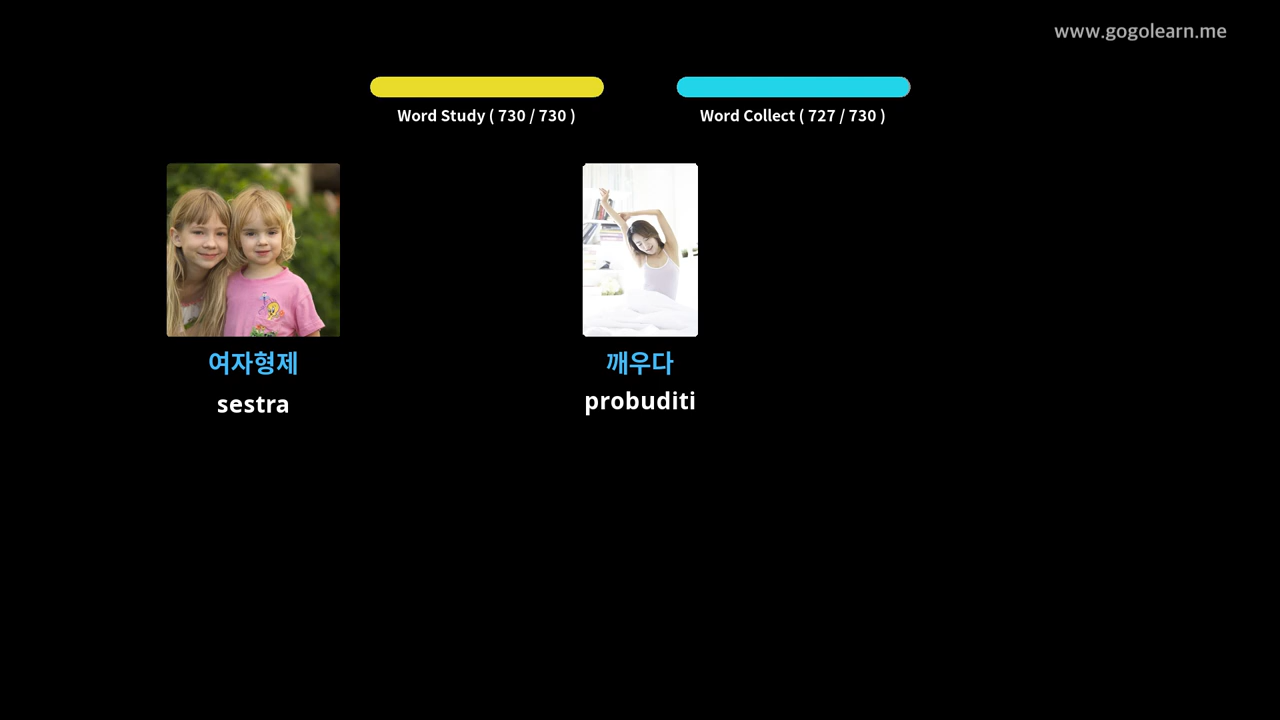 www.gogolearn.me
Word Study ( 730 / 730 )
Word Collect ( 727 / 730 )
여자형제
sestra
깨우다
probuditi